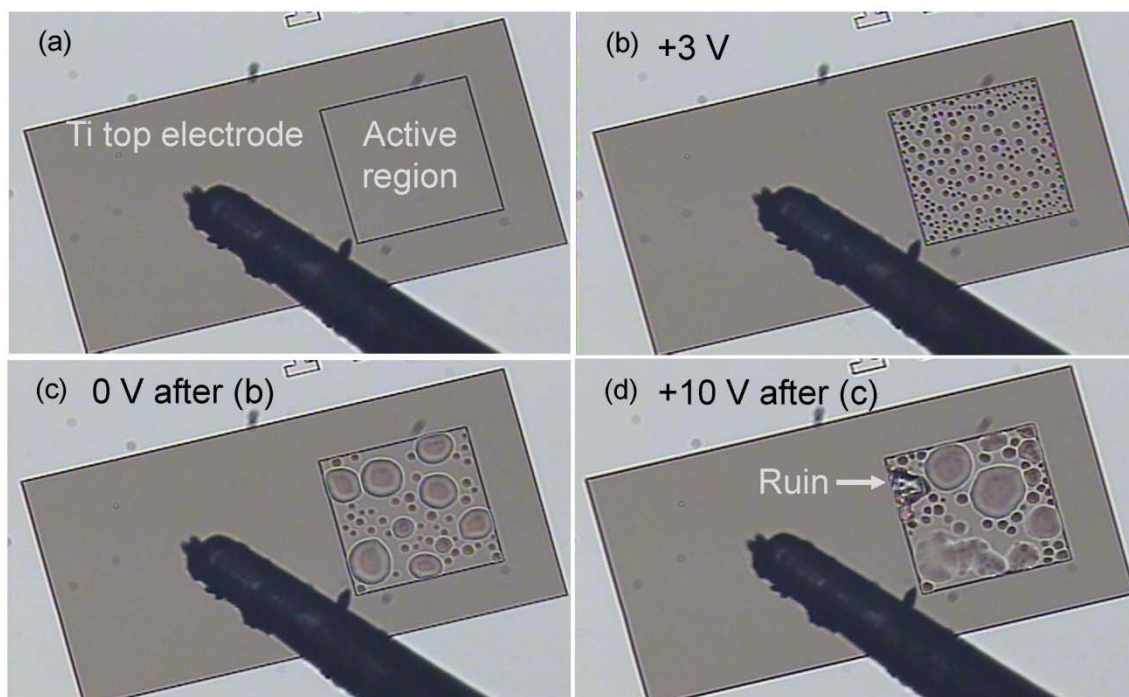 (a)
Ti top electrode
Active
region
(b) +3 V
(c) 0 V after (b)
(d) +10 V after (c)
Ruin